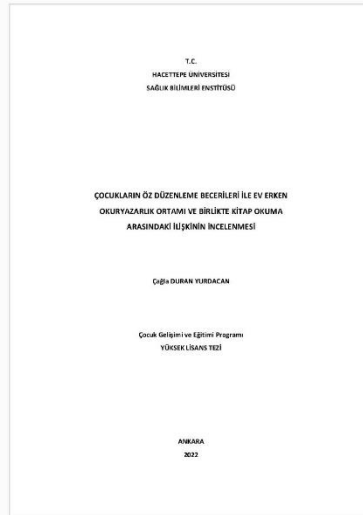 T.C.
HACETTEPE ÜNİVERSİTESİ
SAĞLIK BİLİMLERİ ENSTİTÜSÜ
ÇOCUKLARIN ÖZ DÜZENLEME BECERİLERİ İLE EV ERKEN
OKURYAZARLIK ORTAMI VE BİRLİKTE KİTAP OKUMA
ARASINDAKİ İLİŞKİNİN İNCELENMESİ
Çağla DURAN YURDACAN
Çocuk Gelişimi ve Eğitimi Programı
YÜKSEK LİSANS TEZİ
ANKARA
2022